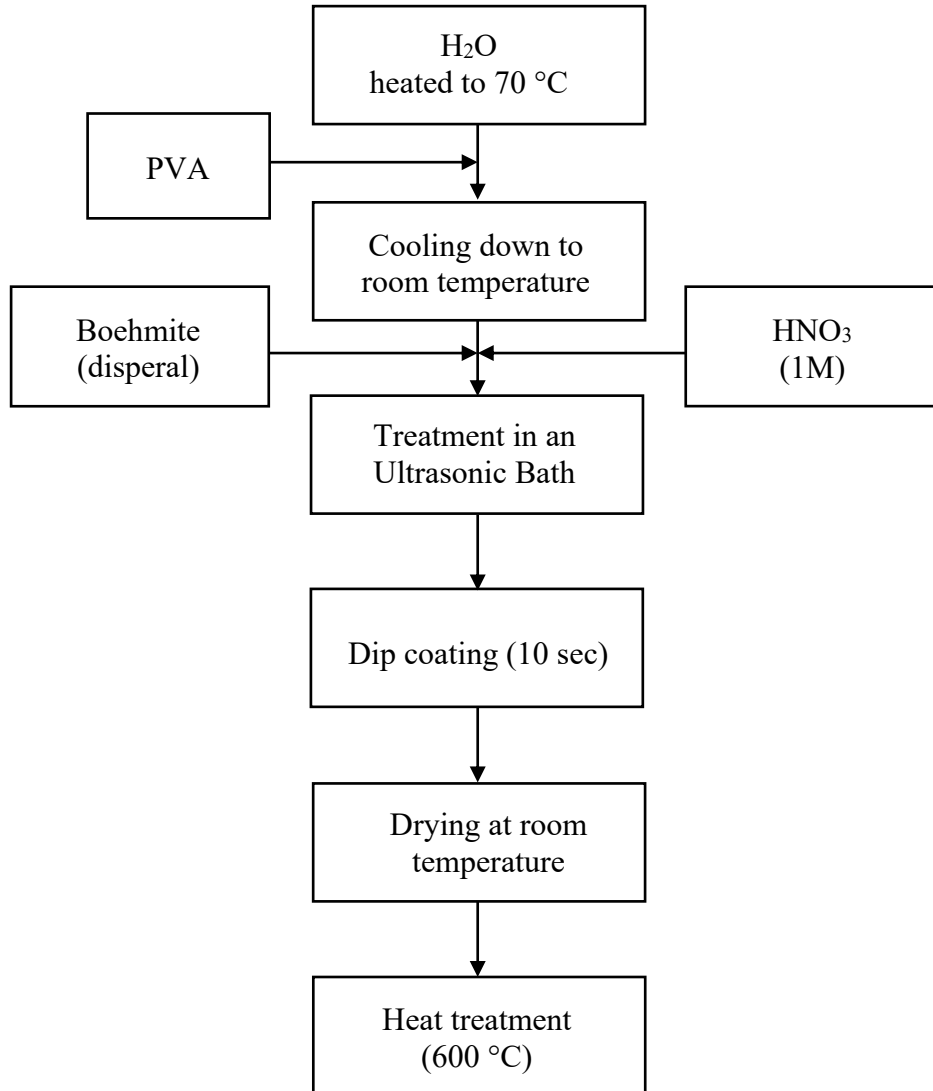 H₂O
heated to 70 °C
PVA
Cooling down to
room temperature
Boehmite
(disperal)
HNO₃
(1M)
Treatment in an
Ultrasonic Bath
Dip coating (10 sec)
Drying at room
temperature
Heat treatment
(600 °C)